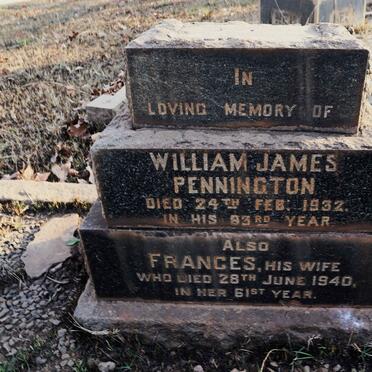 IN
LOVING MEMORY OF
WILLIAM JAMES
PENNINGTON
DIED 24TH FEB. 1932.
IN HIS 63RD YEAR
ALSO
FRANCES, HIS WIFE
WHO DIED 28TH JUNE 1940,
IN HER 61ST YEAR.